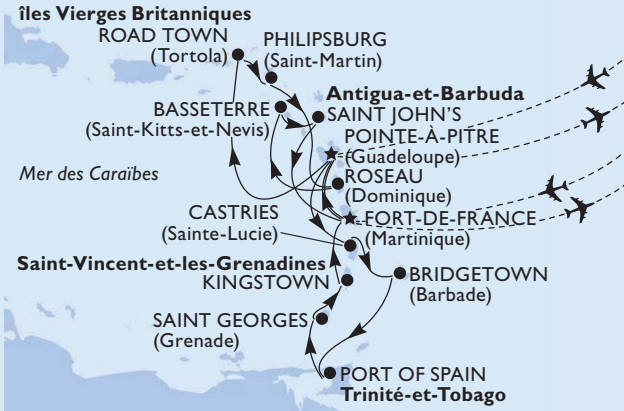 îles Vierges Britanniques
ROAD TOWN
(Tortola)
PHILIPSBURG
(Saint-Martin)
Antigua-et-Barbuda
BASSETERRE
(Saint-Kitts-et-Nevis)
SAINT JOHN'S
POINTE-À-PITRE
(Guadeloupe)
Mer des Caraïbes
ROSEAU
(Dominique)
CASTRIES
(Sainte-Lucie)
FORT-DE-FRANCE
(Martinique)
Saint-Vincent-et-les-Grenadines
KINGSTOWN
BRIDGETOWN
(Barbade)
SAINT GEORGES
(Grenade)
PORT OF SPAIN
Trinité-et-Tobago